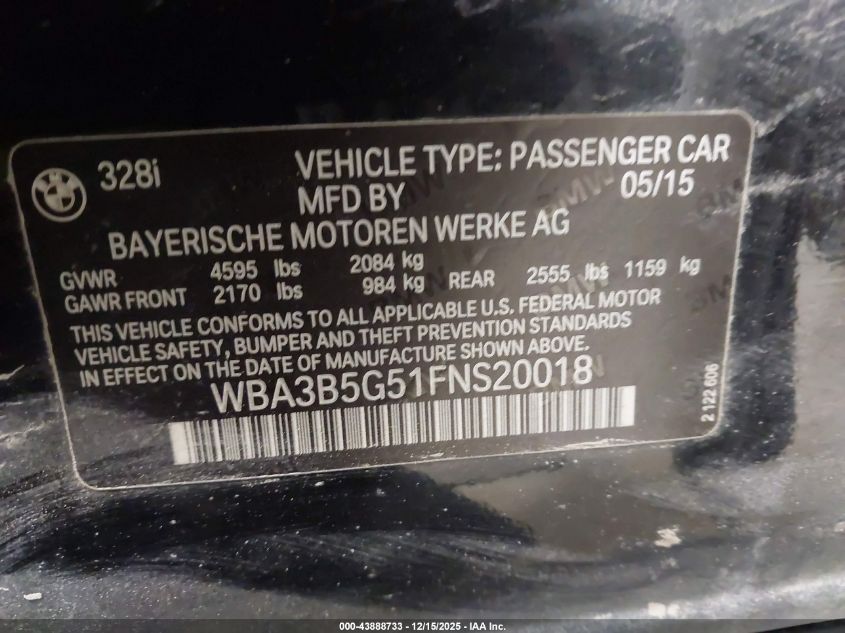 328i VEHICLE TYPE: PASSENGER CAR
MFD BY 05/15
BAYERISCHE MOTOREN WERKE AG
GVWR 4595 lbs 2084 kg
GAWR FRONT 2170 lbs 984 kg REAR 2555 lbs 1159 kg
THIS VEHICLE CONFORMS TO ALL APPLICABLE U.S. FEDERAL MOTOR
VEHICLE SAFETY, BUMPER AND THEFT PREVENTION STANDARDS
IN EFFECT ON THE DATE OF MANUFACTURE SHOWN ABOVE.
WBA3B5G51FNS20018
2 122 606
000-43888733 - 12/15/2025 - IAA Inc.